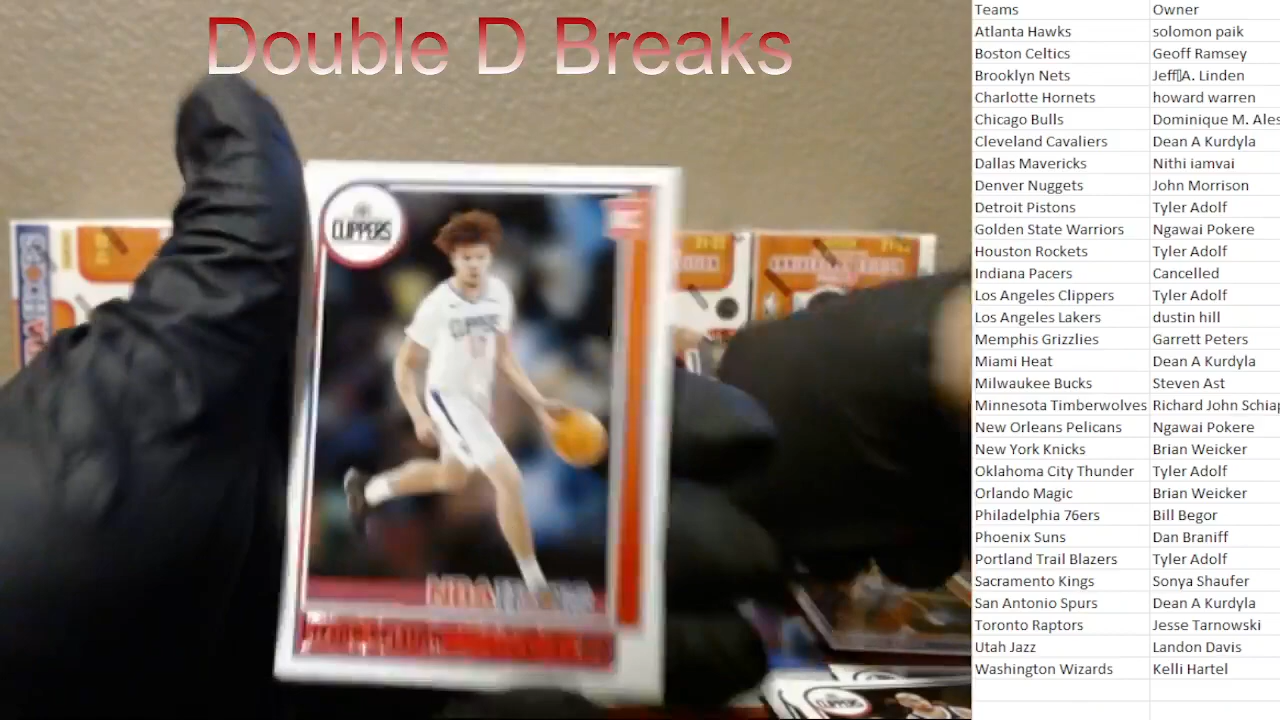 Double D Breaks
CLIPPERS
CLIPPERS
NBA
CLIPPERS
Teams Owner
Atlanta Hawks solomon paik
Boston Celtics Geoff Ramsey
Brooklyn Nets Jeff▯A. Linden
Charlotte Hornets howard warren
Chicago Bulls Dominique M. Ales
Cleveland Cavaliers Dean A Kurdyla
Dallas Mavericks Nithi iamvai
Denver Nuggets John Morrison
Detroit Pistons Tyler Adolf
Golden State Warriors Ngawai Pokere
Houston Rockets Tyler Adolf
Indiana Pacers Cancelled
Los Angeles Clippers Tyler Adolf
Los Angeles Lakers dustin hill
Memphis Grizzlies Garrett Peters
Miami Heat Dean A Kurdyla
Milwaukee Bucks Steven Ast
Minnesota Timberwolves Richard John Schiap
New Orleans Pelicans Ngawai Pokere
New York Knicks Brian Weicker
Oklahoma City Thunder Tyler Adolf
Orlando Magic Brian Weicker
Philadelphia 76ers Bill Begor
Phoenix Suns Dan Braniff
Portland Trail Blazers Tyler Adolf
Sacramento Kings Sonya Shaufer
San Antonio Spurs Dean A Kurdyla
Toronto Raptors Jesse Tarnowski
Utah Jazz Landon Davis
Washington Wizards Kelli Hartel